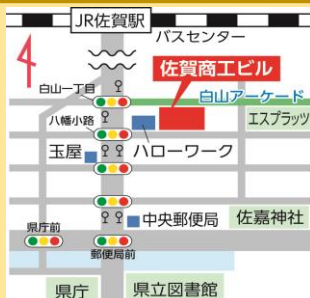 JR佐賀駅
バスセンター
佐賀商工ビル
白山一丁目
白山アーケード
エスプラッツ
八幡小路
玉屋
ハローワーク
中央郵便局
佐嘉神社
県庁前
郵便局前
県庁
県立図書館